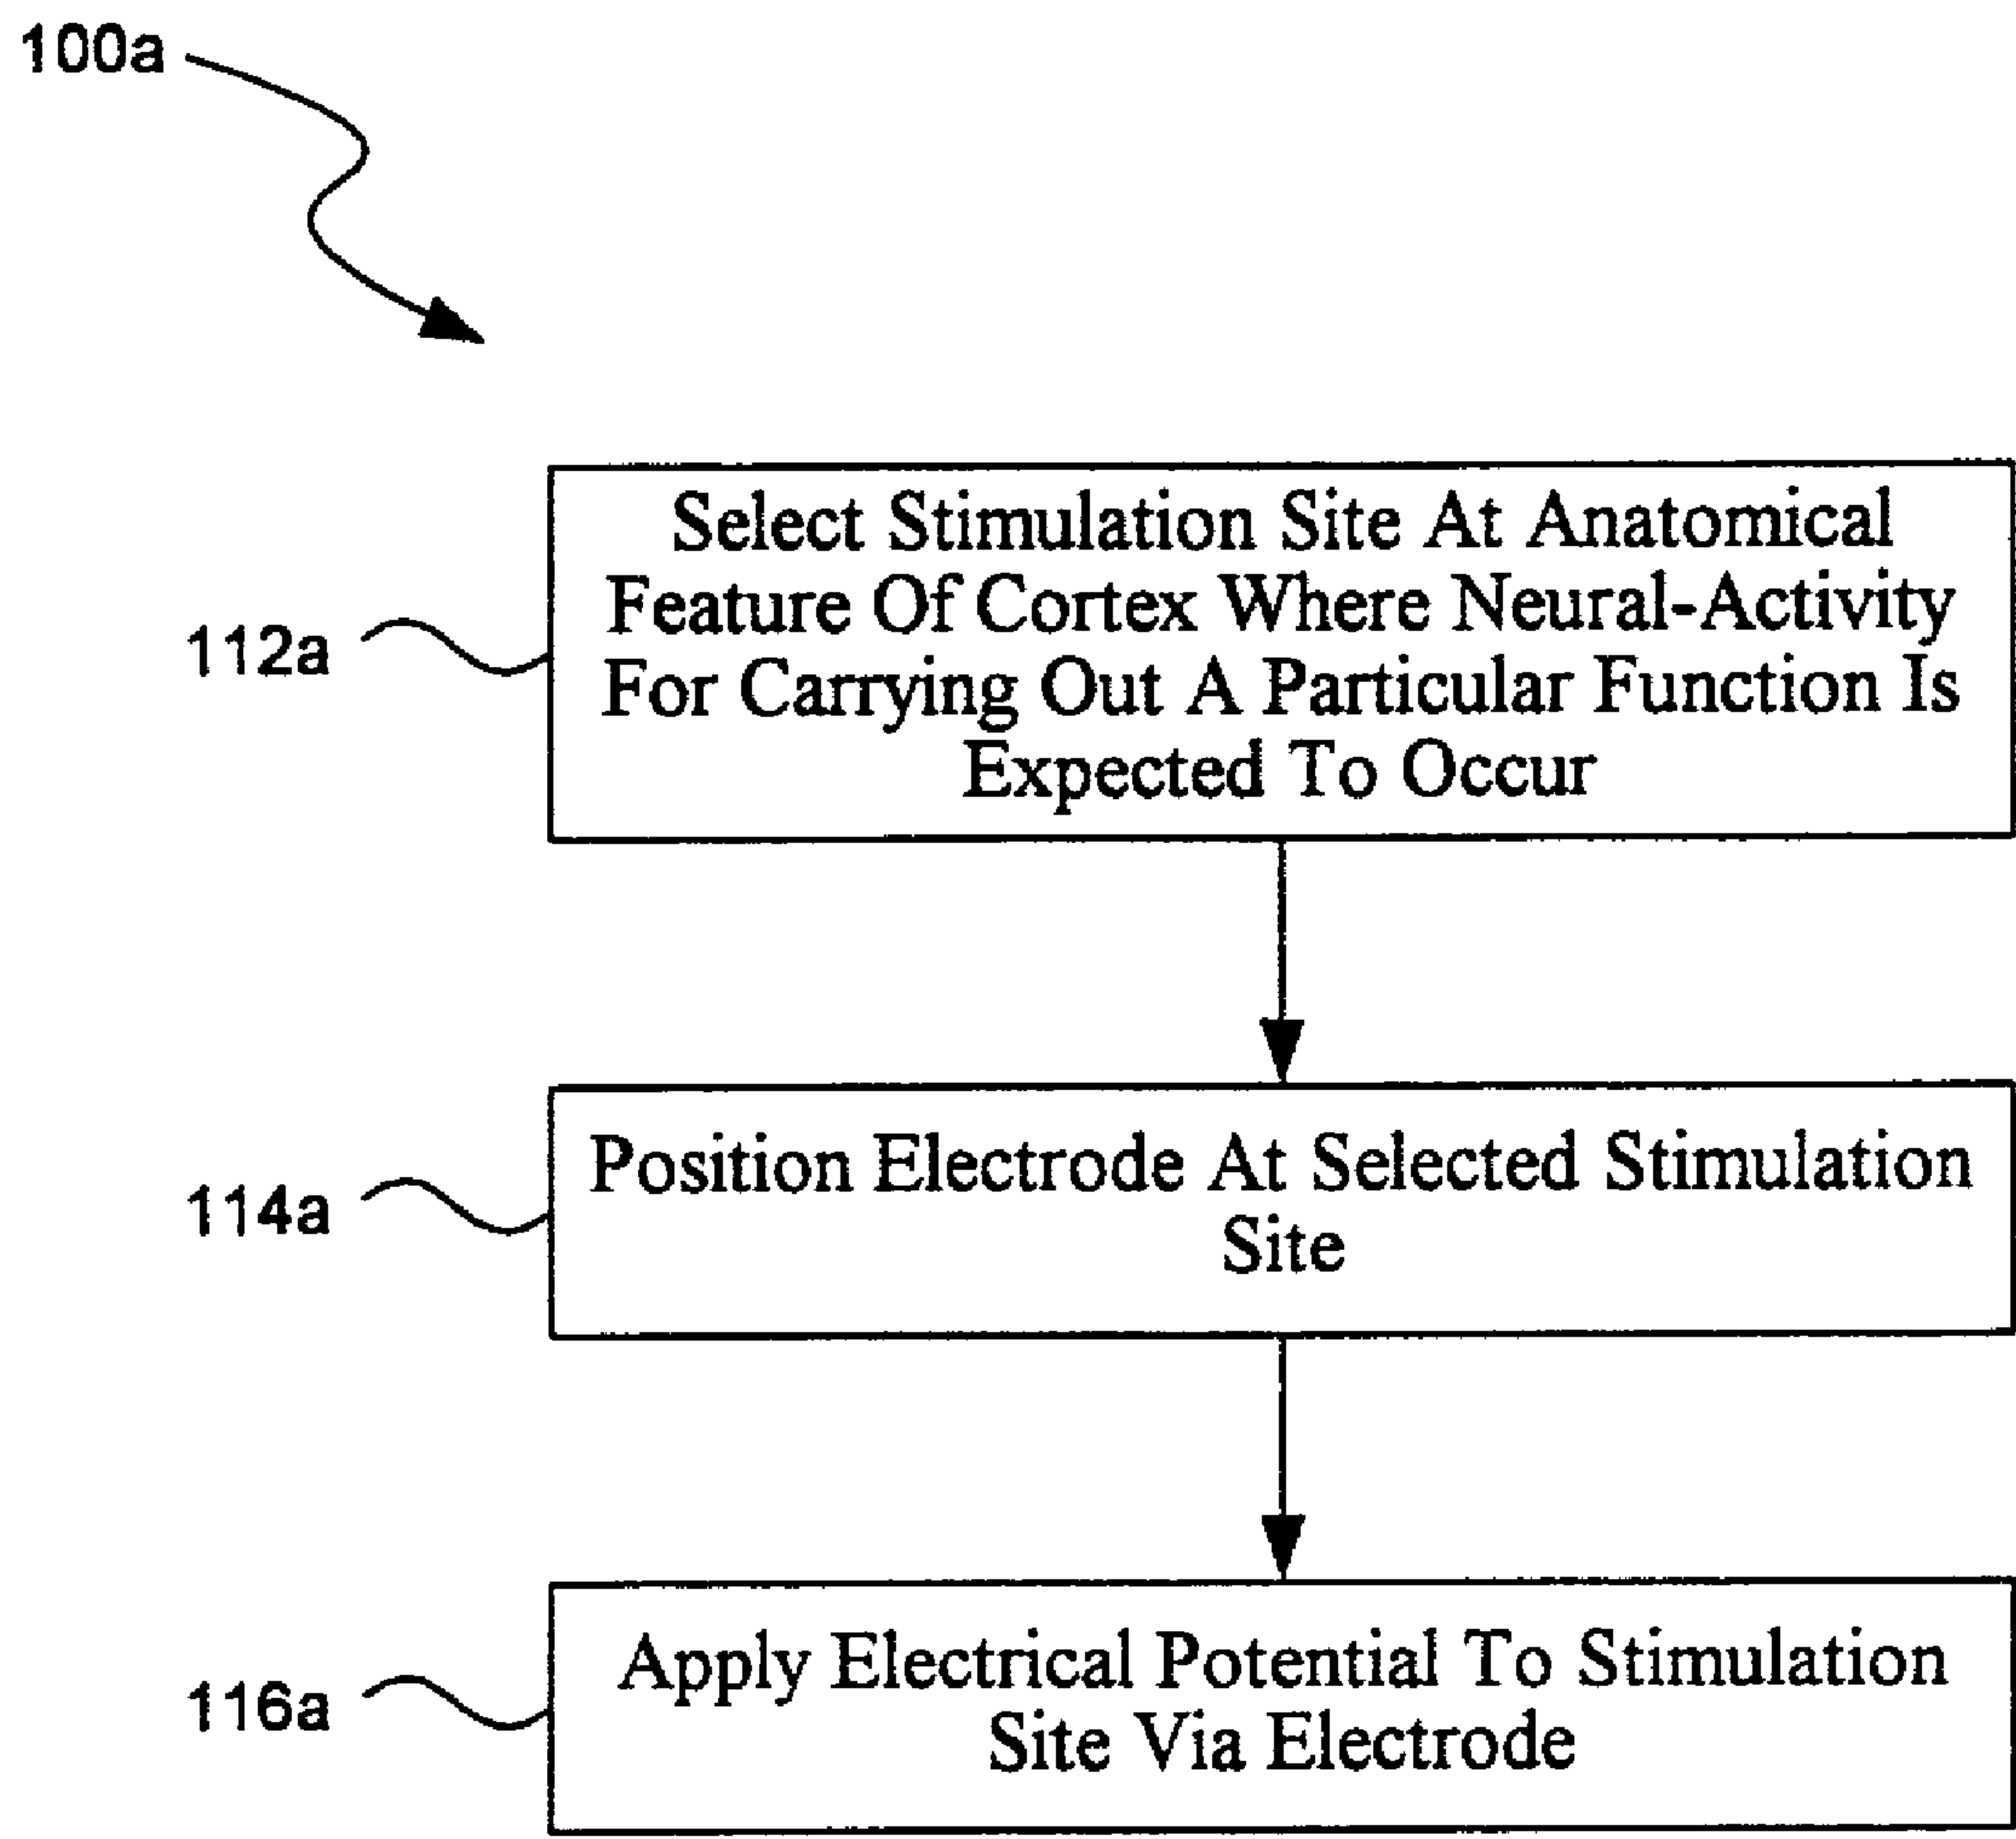 100a
Select Stimulation Site At Anatomical
Feature Of Cortex Where Neural-Activity
For Carrying Out A Particular Function Is
Expected To Occur
112a
Position Electrode At Selected Stimulation
Site
114a
Apply Electrical Potential To Stimulation
Site Via Electrode
116a